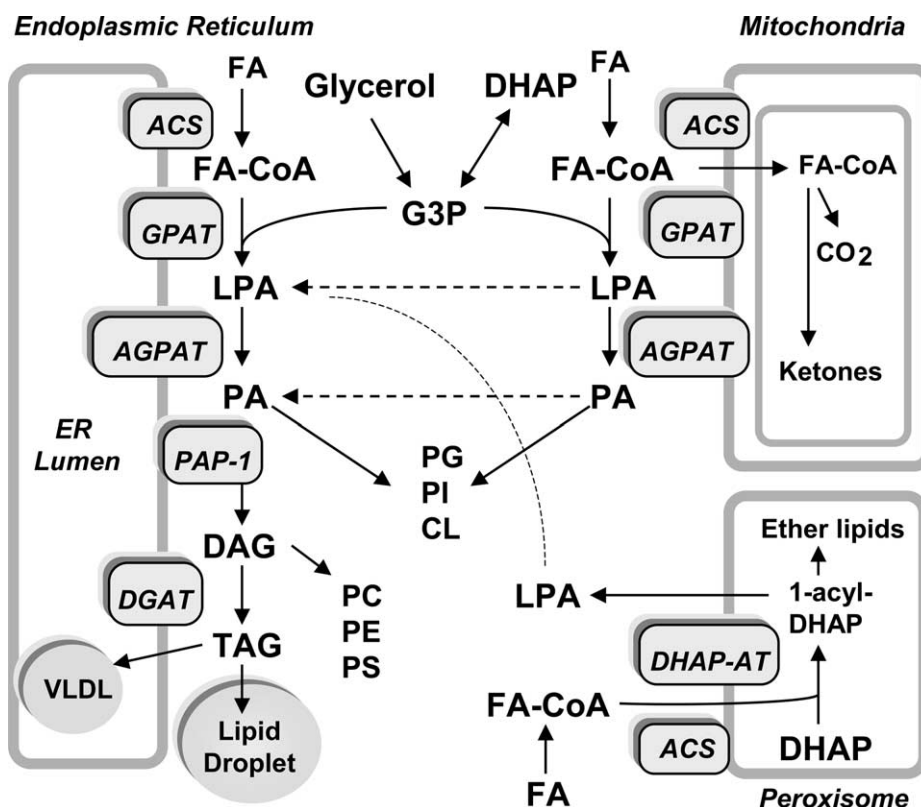 Endoplasmic Reticulum
Mitochondria
FA
Glycerol
DHAP
FA
ACS
ACS
FA-CoA
FA-CoA
FA-CoA
GPAT
G3P
GPAT
CO2
LPA
LPA
AGPAT
AGPAT
Ketones
PA
PA
ER
Lumen
PAP-1
PG
PI
CL
DAG
Ether lipids
DGAT
PC
PE
PS
LPA
1-acyl-
DHAP
TAG
DHAP-AT
VLDL
FA-CoA
Lipid
Droplet
ACS
DHAP
FA
Peroxisome